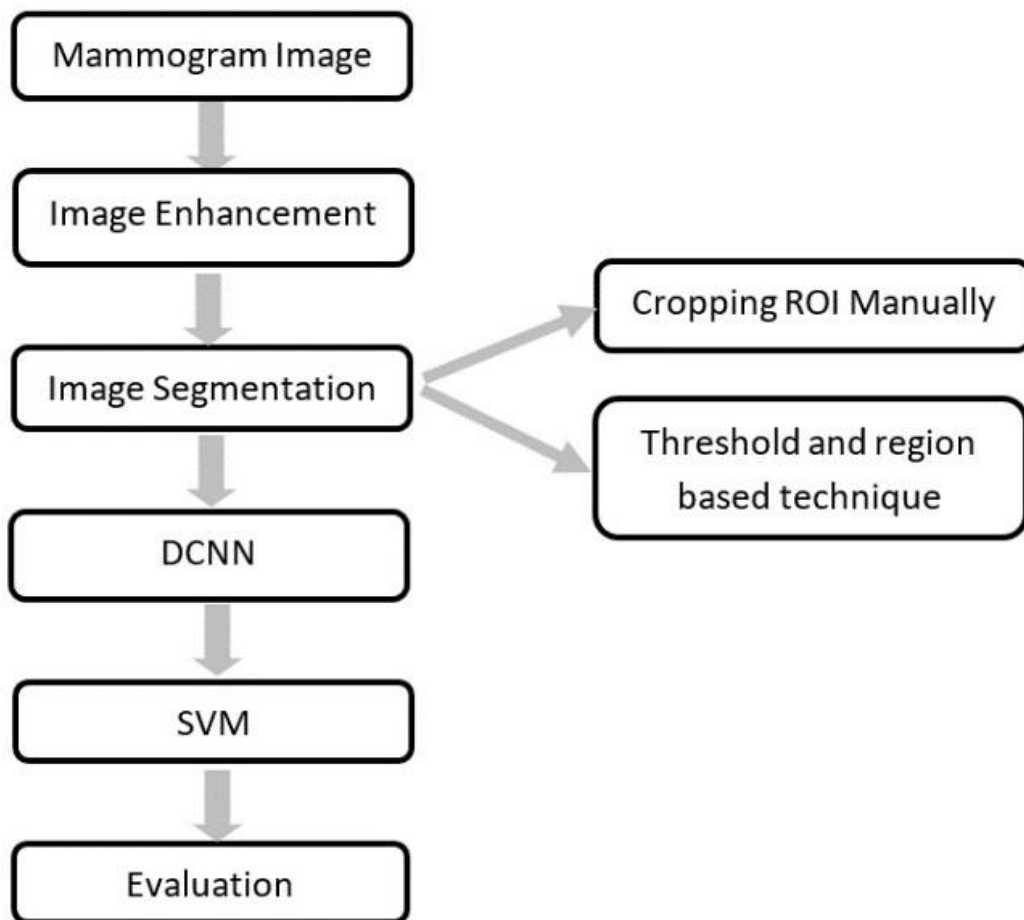 Mammogram Image
Image Enhancement
Image Segmentation
Cropping ROI Manually
Threshold and region
based technique
DCNN
SVM
Evaluation